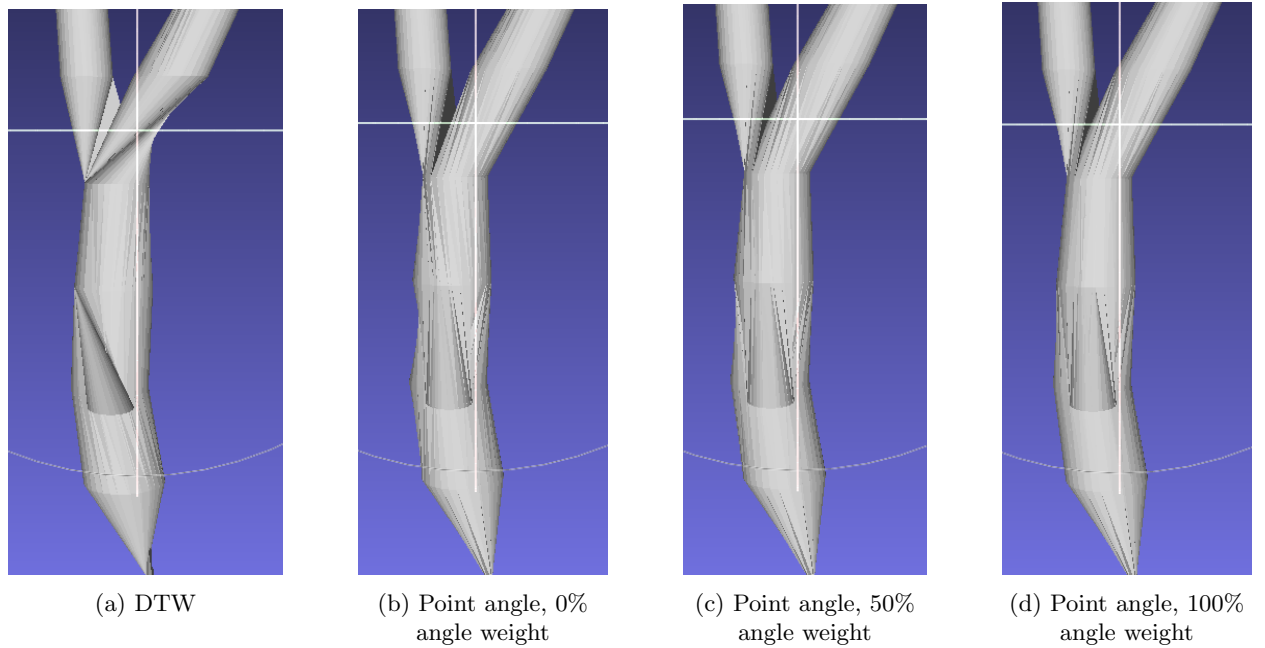 (a) DTW
(b) Point angle, 0%
angle weight
(c) Point angle, 50%
angle weight
(d) Point angle, 100%
angle weight